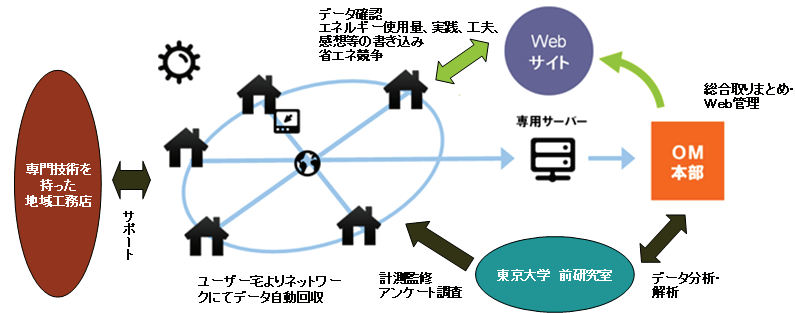 データ確認
エネルギー使用量、実践、工夫、
感想等の書き込み
省エネ競争
Web
サイト
総合取りまとめ・
Web管理
専用サーバー
OM
本部
専門技術を
持った
地域工務店
サポート
ユーザー宅よりネットワー
クにてデータ自動回収
計測監修
アンケート調査
東京大学 前研究室
データ分析・
解析